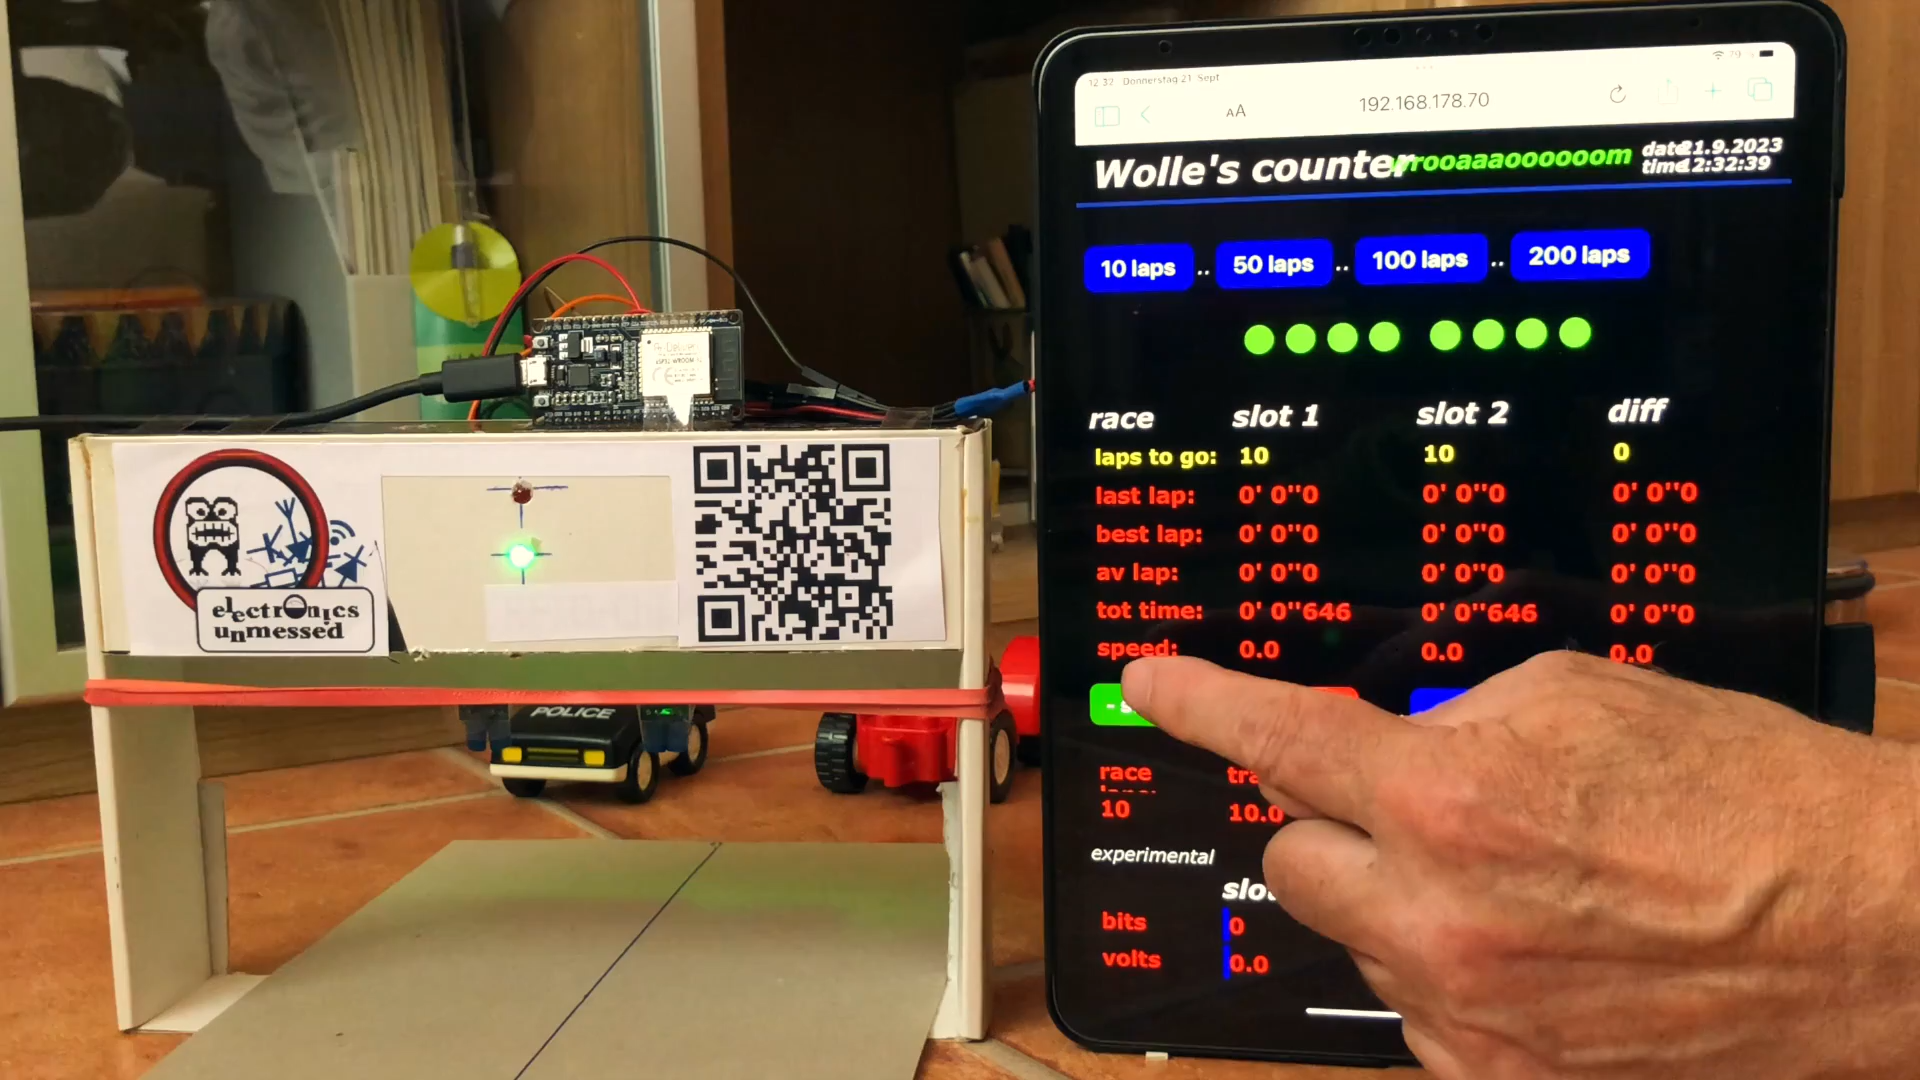 12 32 Donnerstag 21. Sept
79
AA
192.168.178.70
Wolle's counter
rooaaaoooooom
date 21.9.2023
time 12:32:39
10 laps .. 50 laps .. 100 laps .. 200 laps
race slot 1 slot 2 diff
laps to go: 10 10 0
last lap: 0' 0''0 0' 0''0 0' 0''0
best lap: 0' 0''0 0' 0''0 0' 0''0
av lap: 0' 0''0 0' 0''0 0' 0''0
tot time: 0' 0''646 0' 0''646 0' 0''0
speed: 0.0 0.0 0.0
race
10 10.0
experimental
bits 0
volts 0.0
electronics
unmessed
POLICE